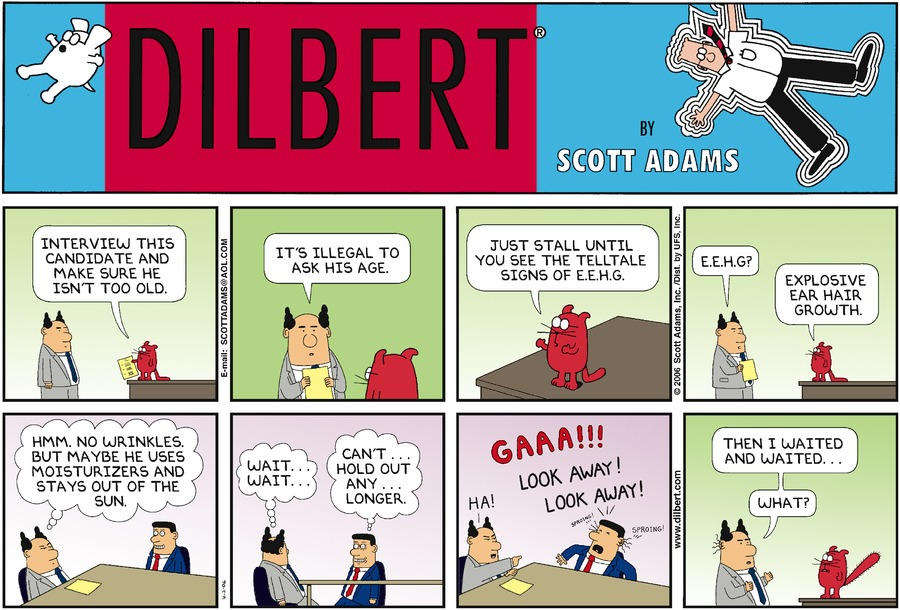 DILBERT®
BY
SCOTT ADAMS
INTERVIEW THIS
CANDIDATE AND
MAKE SURE HE
ISN'T TOO OLD.
E-mail: SCOTTADAMS@AOL.COM
IT'S ILLEGAL TO
ASK HIS AGE.
JUST STALL UNTIL
YOU SEE THE TELLTALE
SIGNS OF E.E.H.G.
© 2006 Scott Adams, Inc. /Dist. by UFS, Inc.
E.E.H.G?
EXPLOSIVE
EAR HAIR
GROWTH.
HMM. NO WRINKLES.
BUT MAYBE HE USES
MOISTURIZERS AND
STAYS OUT OF THE
SUN.
WAIT...
WAIT...
CAN'T...
HOLD OUT
ANY...
LONGER.
4-2-06
GAAA!!!
LOOK AWAY!
LOOK AWAY!
HA!
SPROING!
SPROING!
www.dilbert.com
THEN I WAITED
AND WAITED...
WHAT?